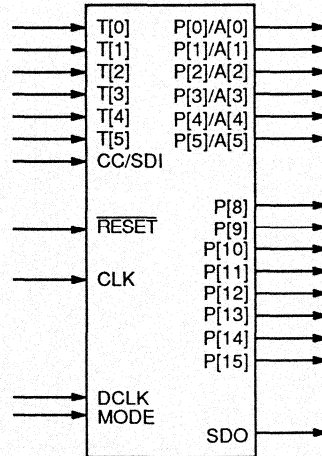 T[0] P[0]/A[0]
T[1] P[1]/A[1]
T[2] P[2]/A[2]
T[3] P[3]/A[3]
T[4] P[4]/A[4]
T[5] P[5]/A[5]
CC/SDI
P[8]
RESET P[9]
P[10]
CLK P[11]
P[12]
P[13]
P[14]
P[15]
DCLK
MODE
SDO